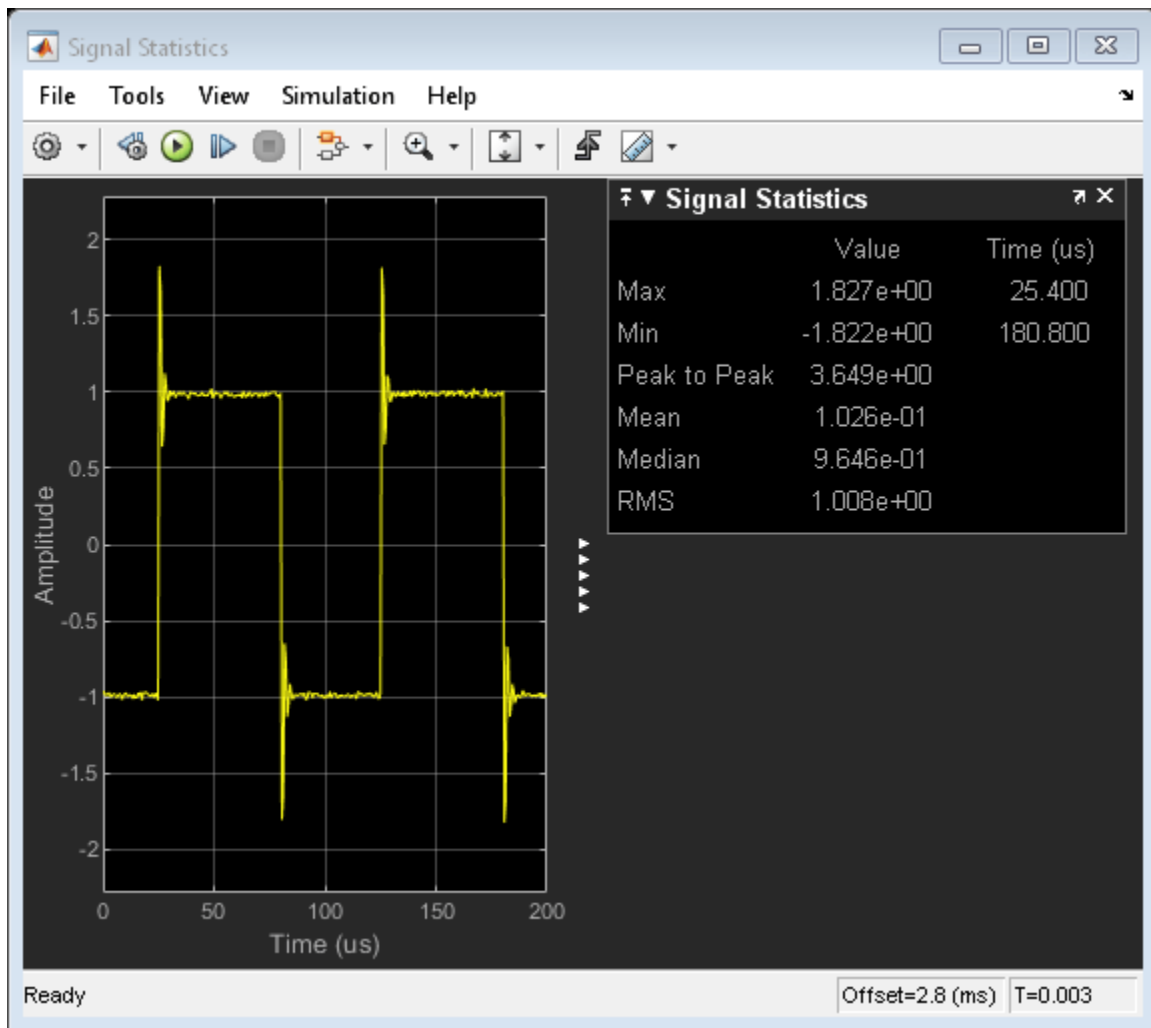 Signal Statistics
File Tools View Simulation Help
2
1.5
1
0.5
0
-0.5
-1
-1.5
-2
Amplitude
0 50 100 150 200
Time (us)
Signal Statistics
Value Time (us)
Max 1.827e+00 25.400
Min -1.822e+00 180.800
Peak to Peak 3.649e+00
Mean 1.026e-01
Median 9.646e-01
RMS 1.008e+00
Ready
Offset=2.8 (ms) T=0.003